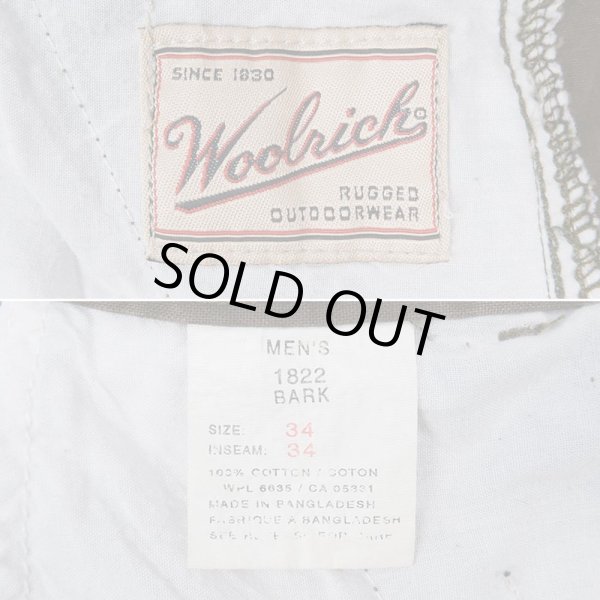 SINCE 1830
Woolrich
RUGGED
OUTDOORWEAR
SOLD OUT
MEN'S
1822
BARK
SIZE: 34
INSEAM: 34
100% COTTON / COTON
WPL 6635 / CA 05331
MADE IN BANGLADESH
FABRIQUE À BANGLADESH
FOR